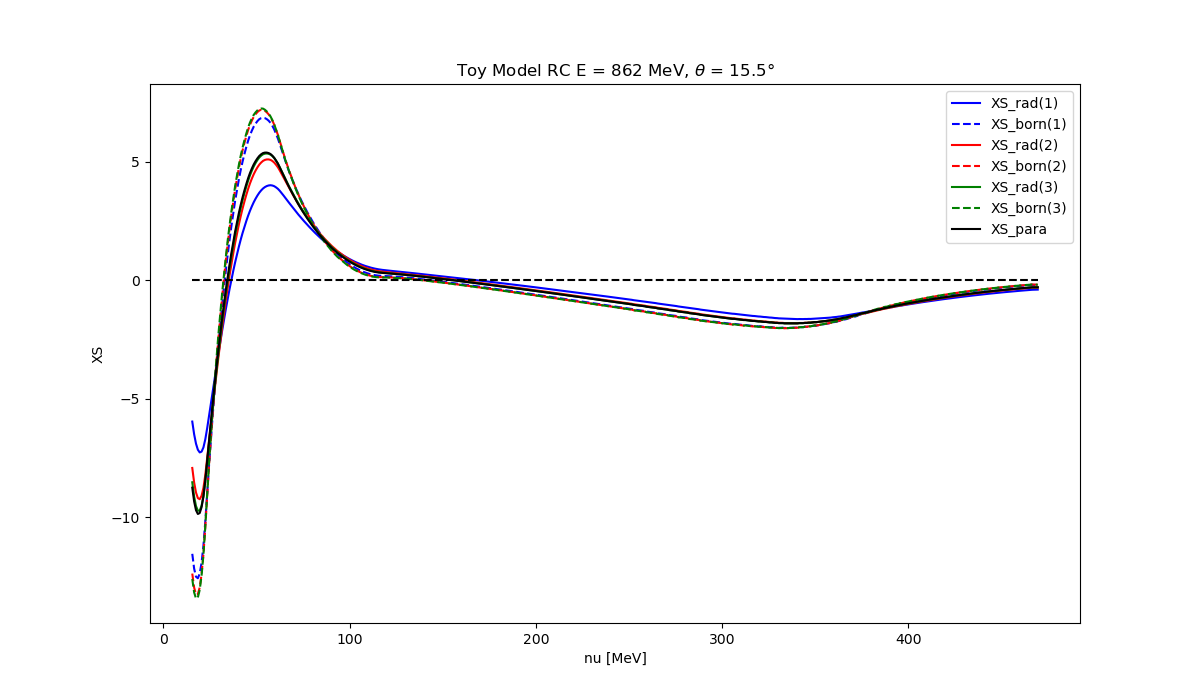 Toy Model RC E = 862 MeV, θ = 15.5°
XS_rad(1)
XS_born(1)
XS_rad(2)
XS_born(2)
XS_rad(3)
XS_born(3)
XS_para
5
0
−5
−10
XS
0 100 200 300 400
nu [MeV]